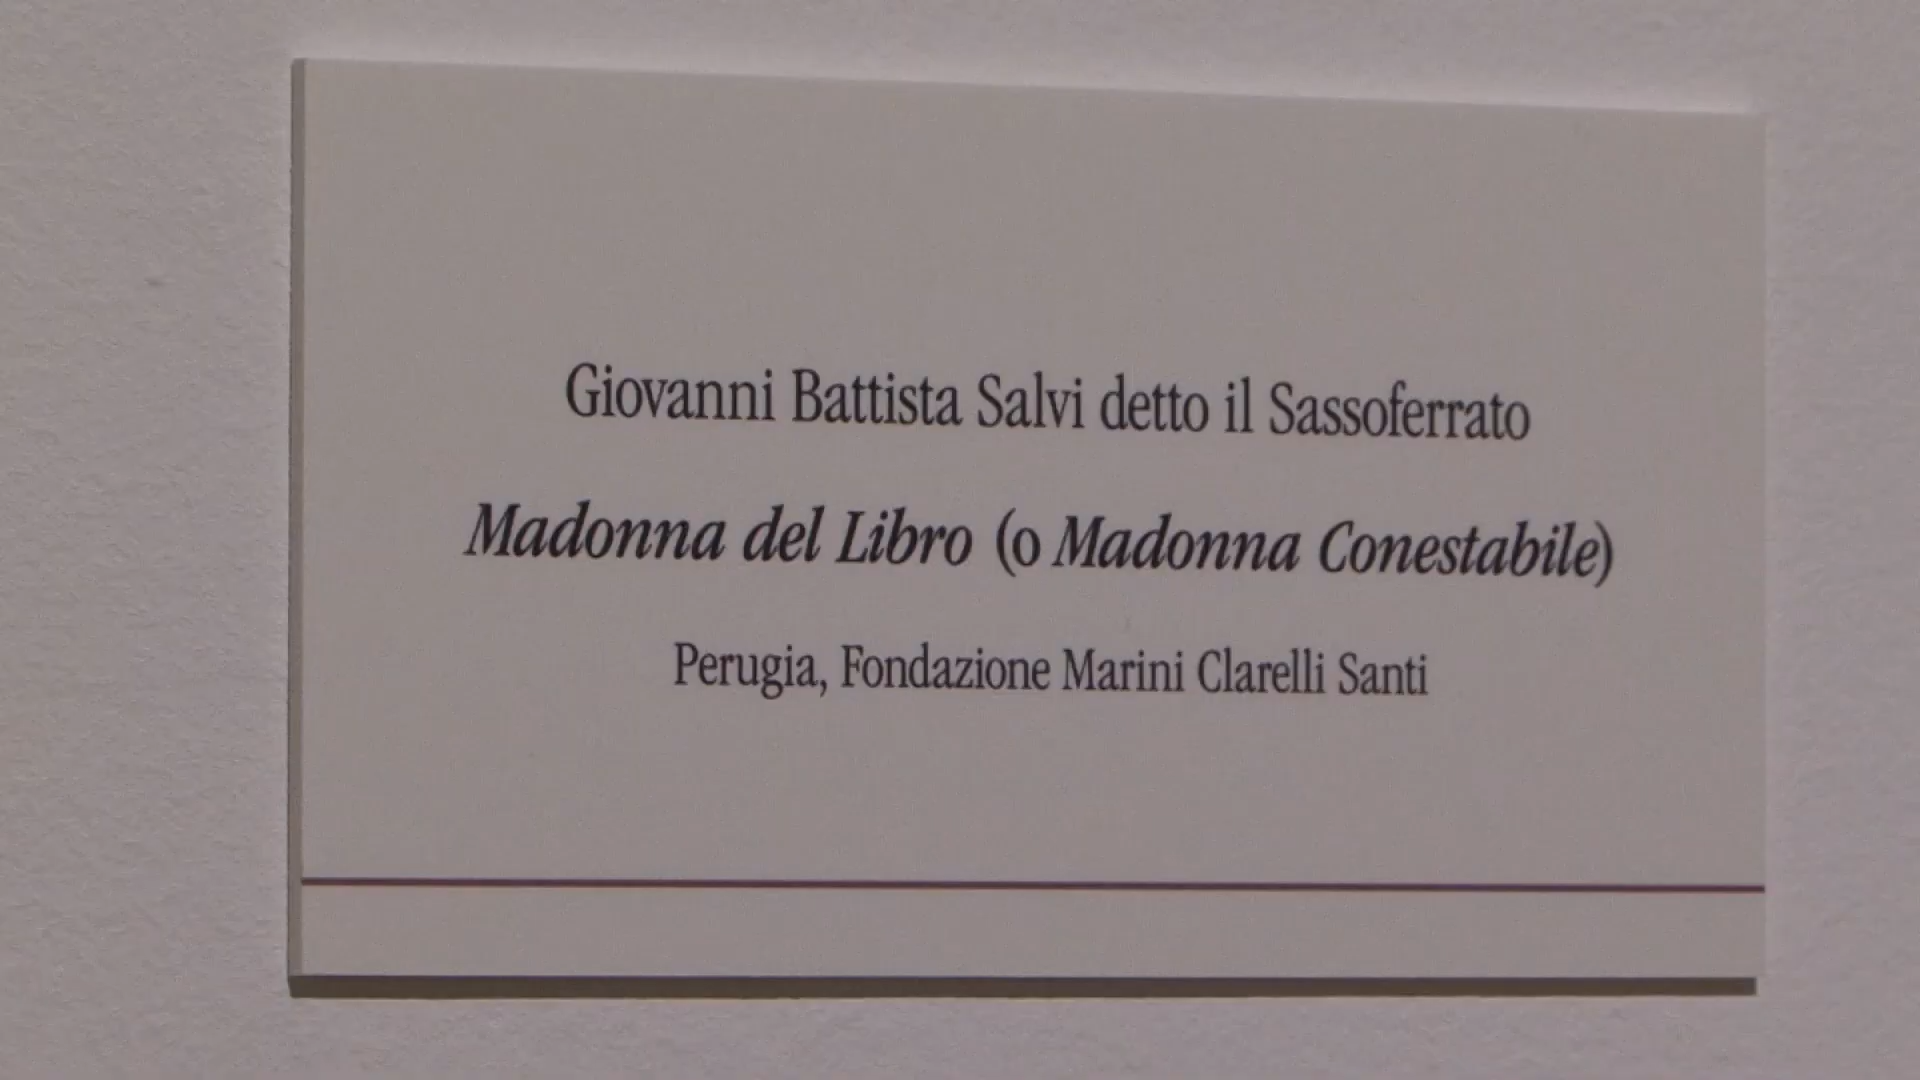 Giovanni Battista Salvi detto il Sassoferrato
Madonna del Libro (o Madonna Conestabile)
Perugia, Fondazione Marini Clarelli Santi